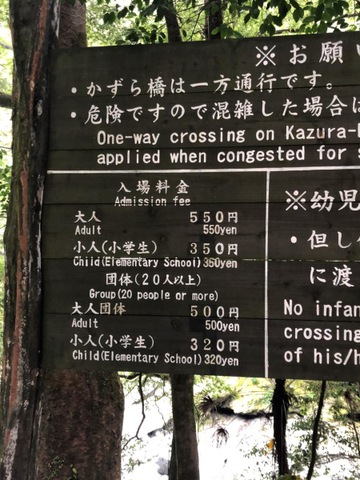 ※お願い
・かずら橋は一方通行です。
・危険ですので混雑した場合に
One-way crossing on Kazura-
applied when congested for
入場料金
Admission fee
大人 550円
Adult 550yen
小人(小学生) 350円
Child(Elementary School)350yen
団体(20人以上)
Group(20 people or more)
大人団体 500円
Adult 500yen
小人(小学生) 320円
Child(Elementary School)320yen
※幼児
・但し
に渡
No infan
crossing
of his/h